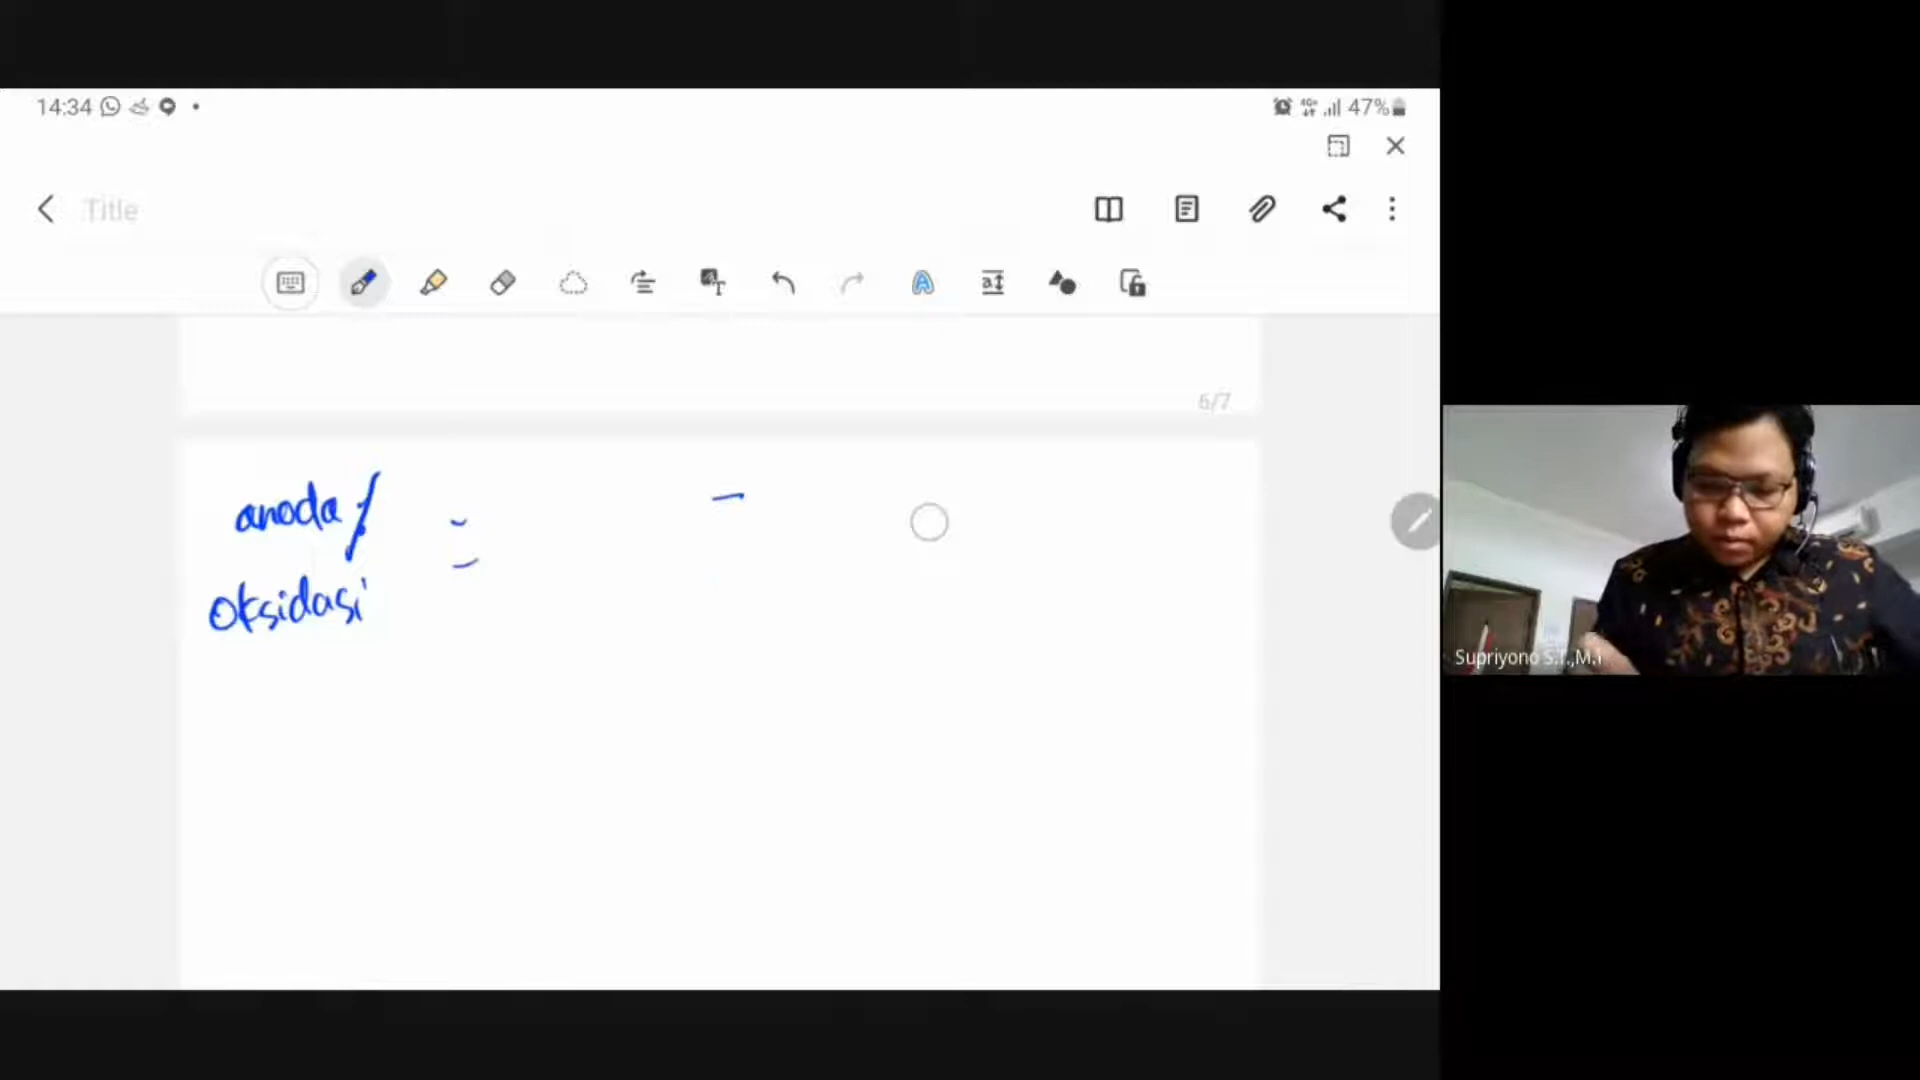 14:34
47%
Title
6/7
anoda /
=
-
oksidasi
Supriyono S.T.,M.